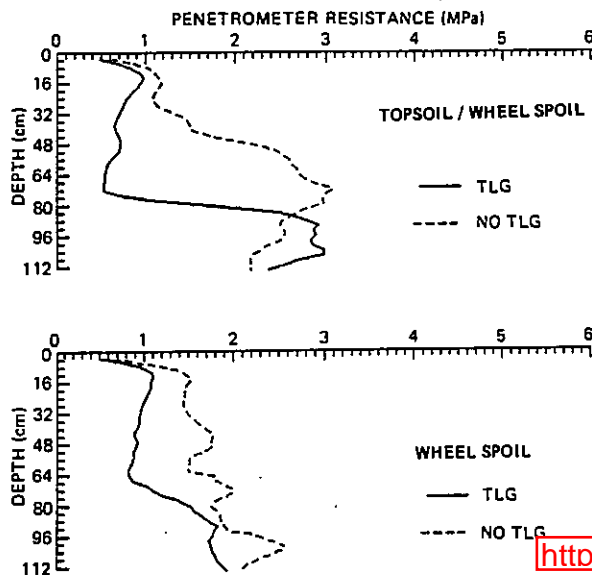 PENETROMETER RESISTANCE (MPa)
0 1 2 3 4 5 6
0
16
32
48
64
80
96
112
DEPTH (cm)
TOPSOIL / WHEEL SPOIL
TLG
NO TLG
0 1 2 3 4 5 6
0
16
32
48
64
80
96
112
DEPTH (cm)
WHEEL SPOIL
TLG
NO TLG
http